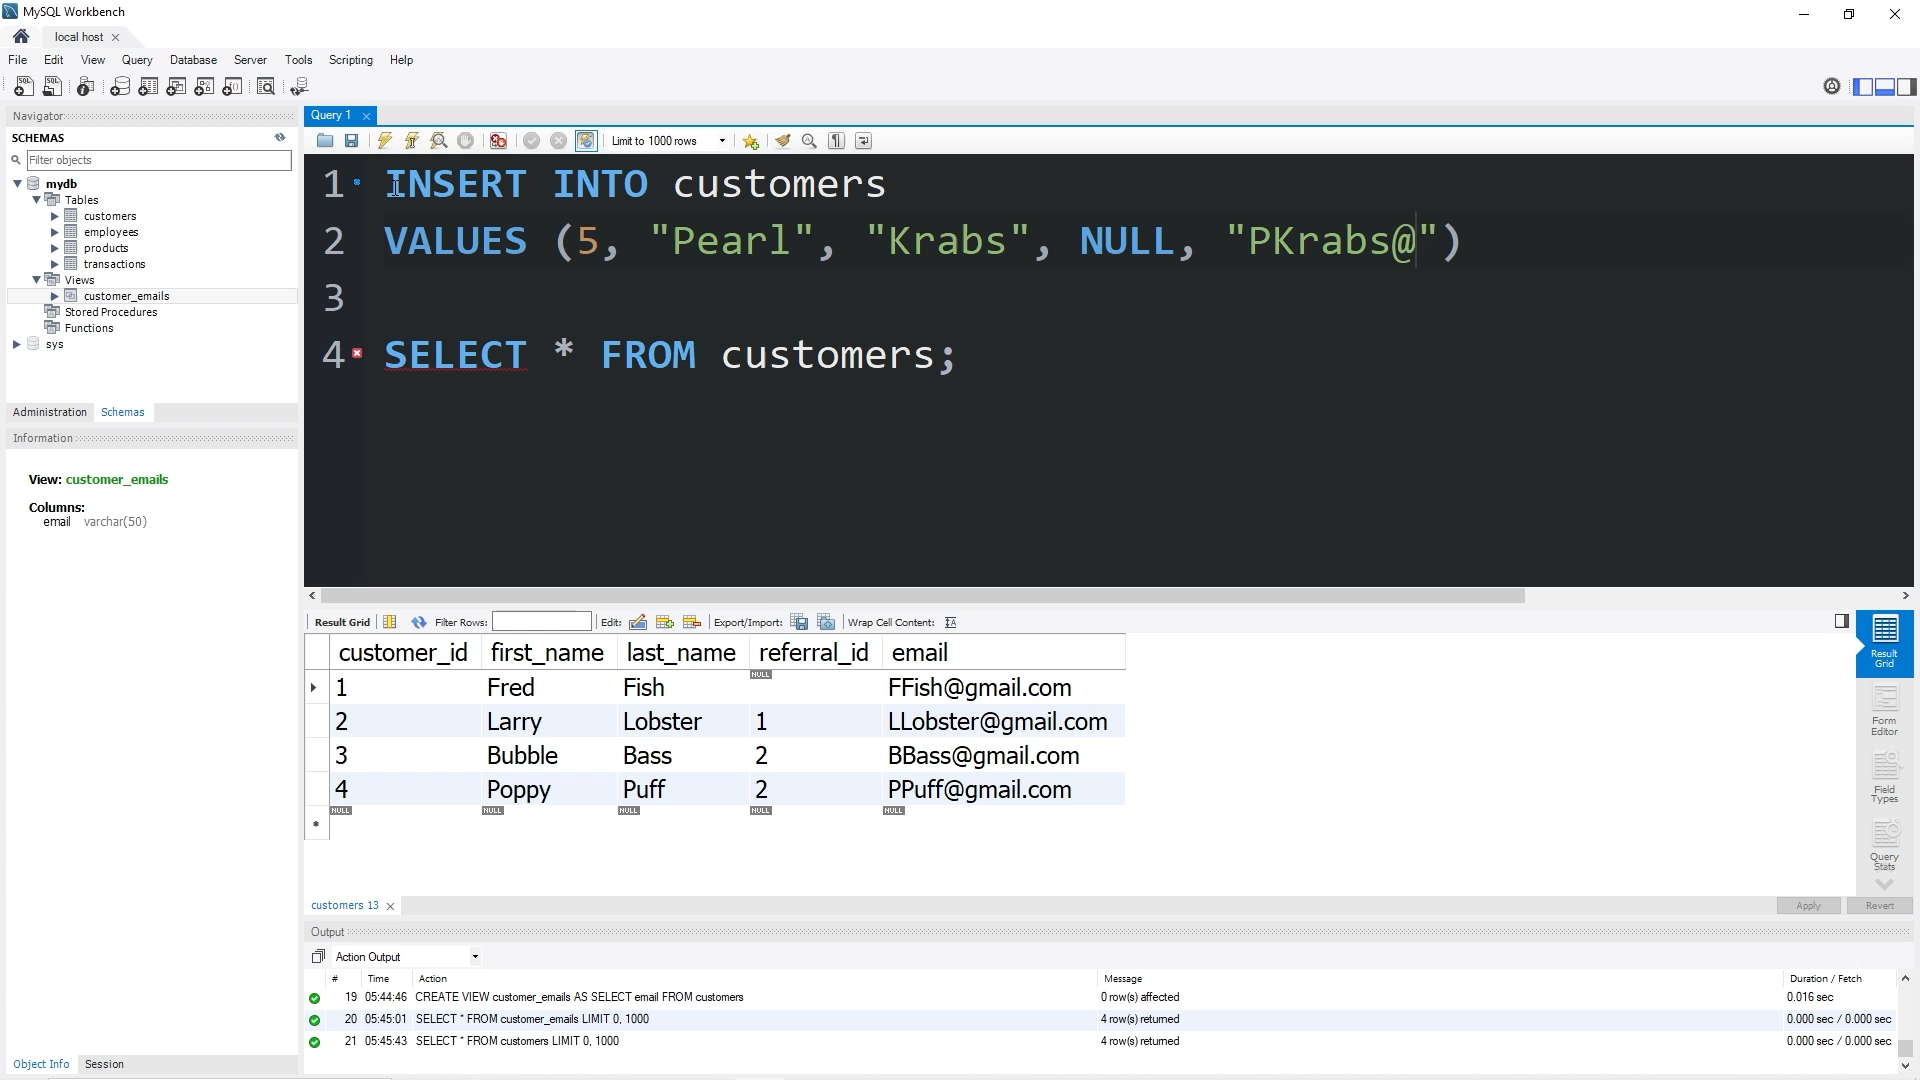 MySQL Workbench
local host
File Edit View Query Database Server Tools Scripting Help
Navigator
SCHEMAS
Filter objects
mydb
Tables
customers
employees
products
transactions
Views
customer_emails
Stored Procedures
Functions
sys
Administration Schemas
Information
View: customer_emails
Columns:
email varchar(50)
Object Info Session
Query 1
Limit to 1000 rows
1 INSERT INTO customers
2 VALUES (5, "Pearl", "Krabs", NULL, "PKrabs@")
3
4 SELECT * FROM customers;
Result Grid Filter Rows: Edit: Export/Import: Wrap Cell Content:
customer_id first_name last_name referral_id email
1 Fred Fish NULL FFish@gmail.com
2 Larry Lobster 1 LLobster@gmail.com
3 Bubble Bass 2 BBass@gmail.com
4 Poppy Puff 2 PPuff@gmail.com
NULL NULL NULL NULL NULL
Result Grid
Form Editor
Field Types
Query Stats
customers 13
Apply Revert
Output
Action Output
# Time Action Message Duration / Fetch
19 05:44:46 CREATE VIEW customer_emails AS SELECT email FROM customers 0 row(s) affected 0.016 sec
20 05:45:01 SELECT * FROM customer_emails LIMIT 0, 1000 4 row(s) returned 0.000 sec / 0.000 sec
21 05:45:43 SELECT * FROM customers LIMIT 0, 1000 4 row(s) returned 0.000 sec / 0.000 sec